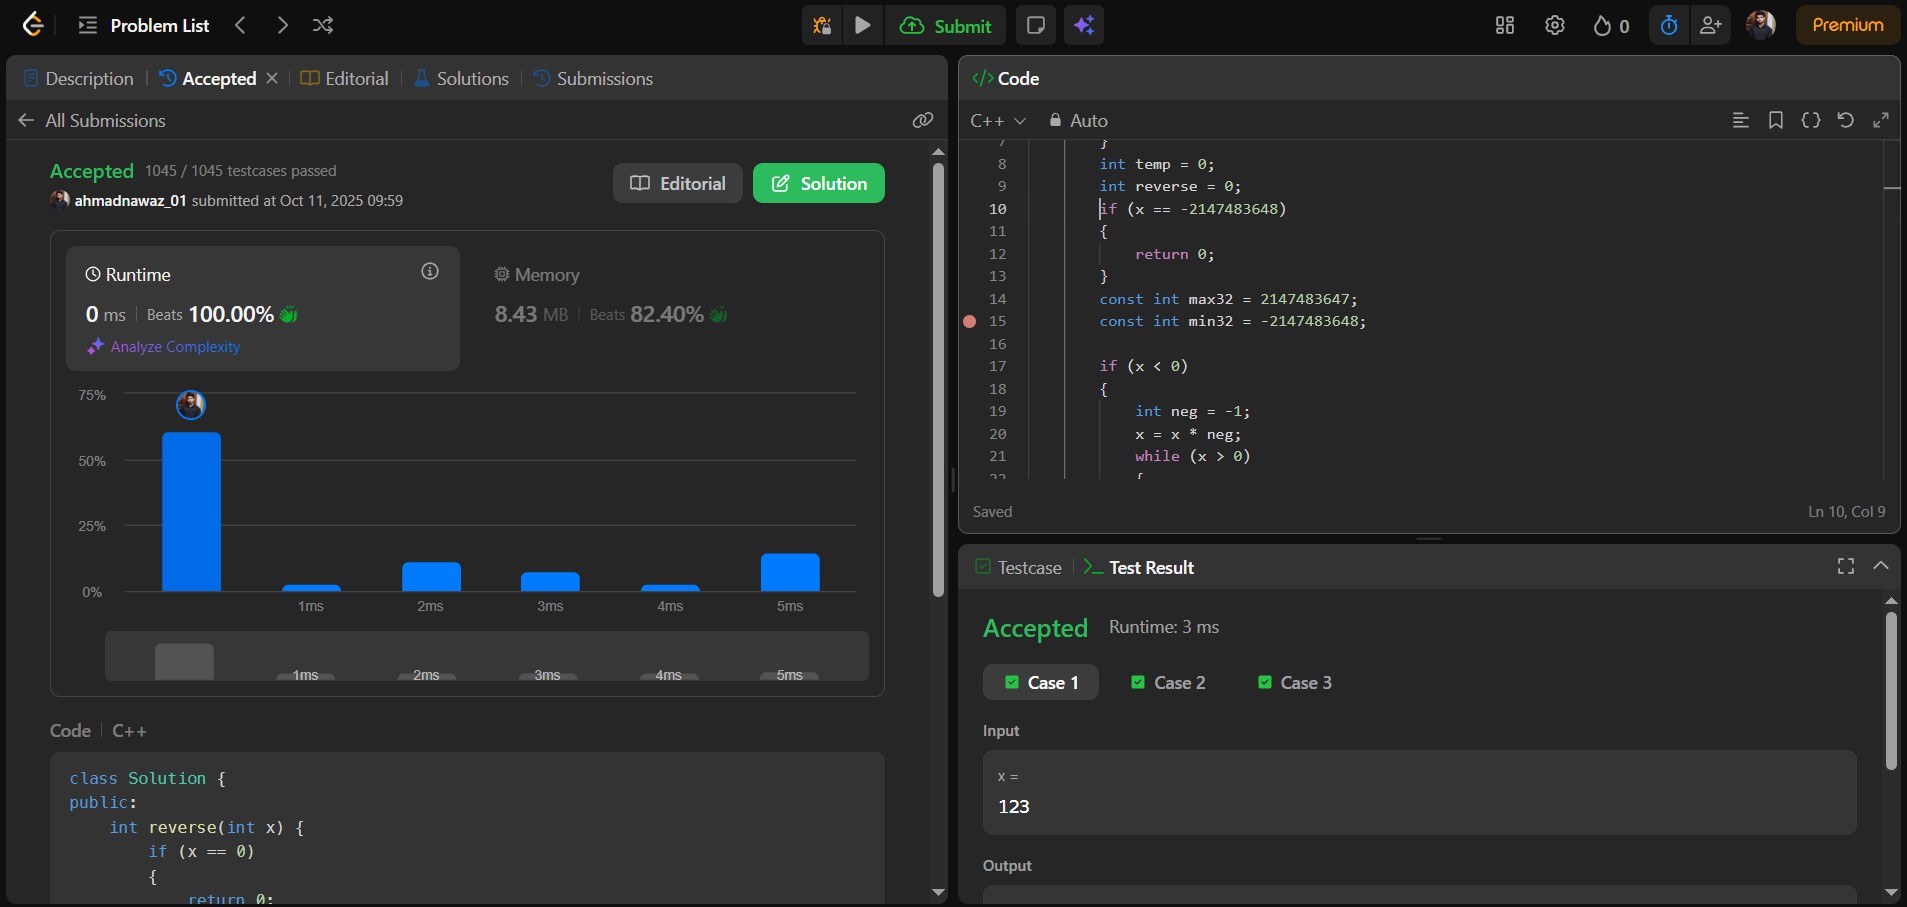 Problem List
Submit
0
Premium
Description
Accepted
Editorial
Solutions
Submissions
All Submissions
Accepted 1045 / 1045 testcases passed
ahmadnawaz_01 submitted at Oct 11, 2025 09:59
Editorial
Solution
Runtime
0 ms Beats 100.00%
Analyze Complexity
Memory
8.43 MB Beats 82.40%
75%
50%
25%
0%
1ms 2ms 3ms 4ms 5ms
1ms 2ms 3ms 4ms 5ms
Code C++
class Solution {
public:
int reverse(int x) {
if (x == 0)
{
return 0;
</> Code
C++ Auto
7 }
8 int temp = 0;
9 int reverse = 0;
10 if (x == -2147483648)
11 {
12 return 0;
13 }
14 const int max32 = 2147483647;
15 const int min32 = -2147483648;
16
17 if (x < 0)
18 {
19 int neg = -1;
20 x = x * neg;
21 while (x > 0)
22 {
Saved
Ln 10, Col 9
Testcase
Test Result
Accepted Runtime: 3 ms
Case 1 Case 2 Case 3
Input
x =
123
Output